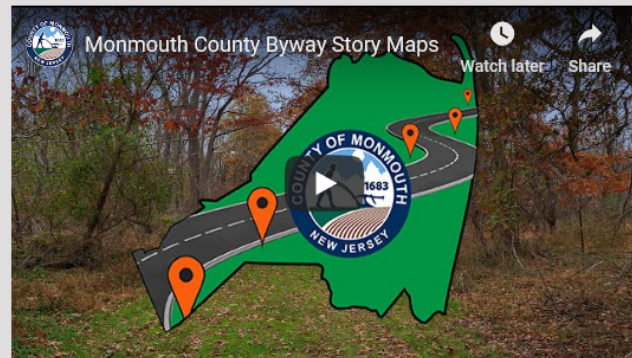 Monmouth County Byway Story Maps
Watch later
Share
COUNTY OF MONMOUTH
1683
NEW JERSEY